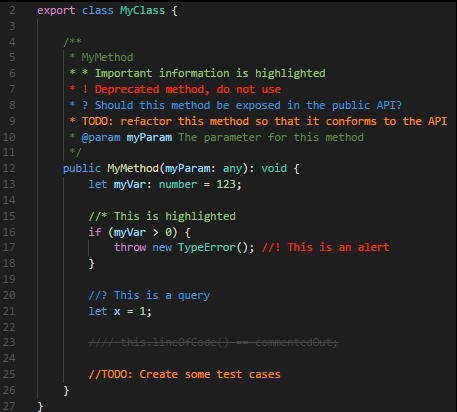 2 export class MyClass {
3
4 /**
5 * MyMethod
6 * * Important information is highlighted
7 * ! Deprecated method, do not use
8 * ? Should this method be exposed in the public API?
9 * TODO: refactor this method so that it conforms to the API
10 * @param myParam The parameter for this method
11 */
12 public MyMethod(myParam: any): void {
13 let myVar: number = 123;
14
15 //* This is highlighted
16 if (myVar > 0) {
17 throw new TypeError(); //! This is an alert
18 }
19
20 //? This is a query
21 let x = 1;
22
23 //// this.lineOfCode() == commentedOut;
24
25 //TODO: Create some test cases
26 }
27 }